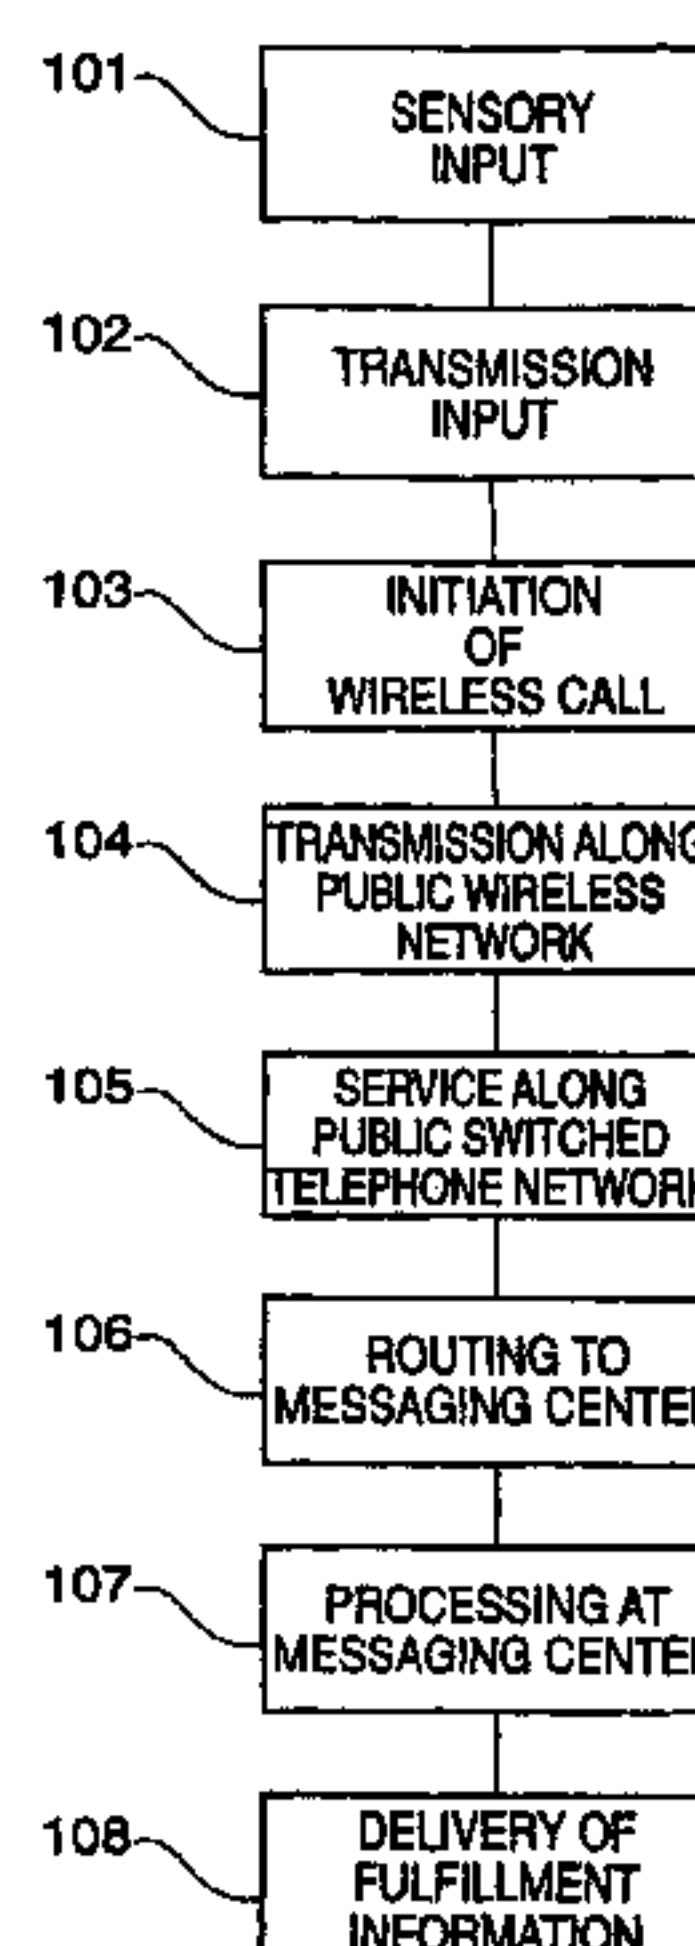 101
SENSORY
INPUT
102
TRANSMISSION
INPUT
103
INITIATION
OF
WIRELESS CALL
104
TRANSMISSION ALONG
PUBLIC WIRELESS
NETWORK
105
SERVICE ALONG
PUBLIC SWITCHED
TELEPHONE NETWORK
106
ROUTING TO
MESSAGING CENTER
107
PROCESSING AT
MESSAGING CENTER
108
DELIVERY OF
FULFILLMENT
INFORMATION